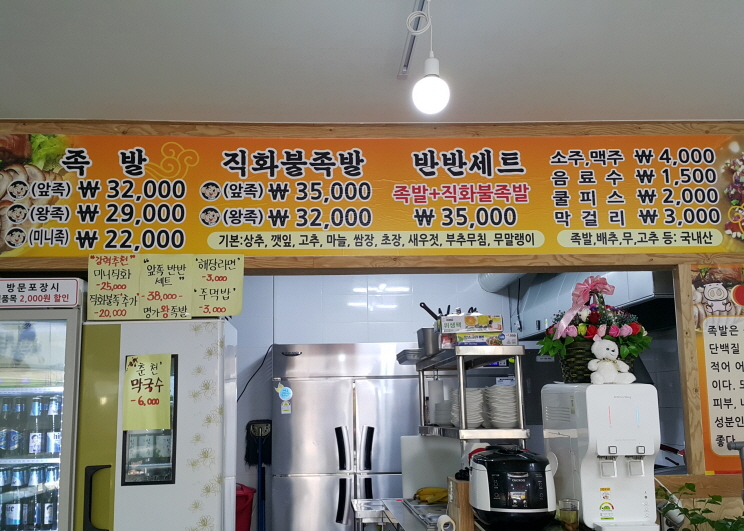 족 발
(앞족) ₩ 32,000
(왕족) ₩ 29,000
(미니족) ₩ 22,000
직화불족발
(앞족) ₩ 35,000
(왕족) ₩ 32,000
반반세트
족발+직화불족발
₩ 35,000
기본:상추, 깻잎, 고추, 마늘, 쌈장, 초장, 새우젓, 부추무침, 무말랭이
소주,맥주 ₩ 4,000
음료수 ₩ 1,500
쿨피스 ₩ 2,000
막걸리 ₩ 3,000
족발,배추,무,고추 등: 국내산
방문포장시
2,000원 할인
"강력추천"
미니직화
-25,000
직화불족추가
-20,000
"앞족 반반
세트"
-38,000-
명가왕족발
'해당라면'
-3,000
"주먹밥"
-3,000
"춘천"
막국수
-6,000
위생백
족발은
단백질
적어 어
이다. 또
피부, 나
성분인
좋다.